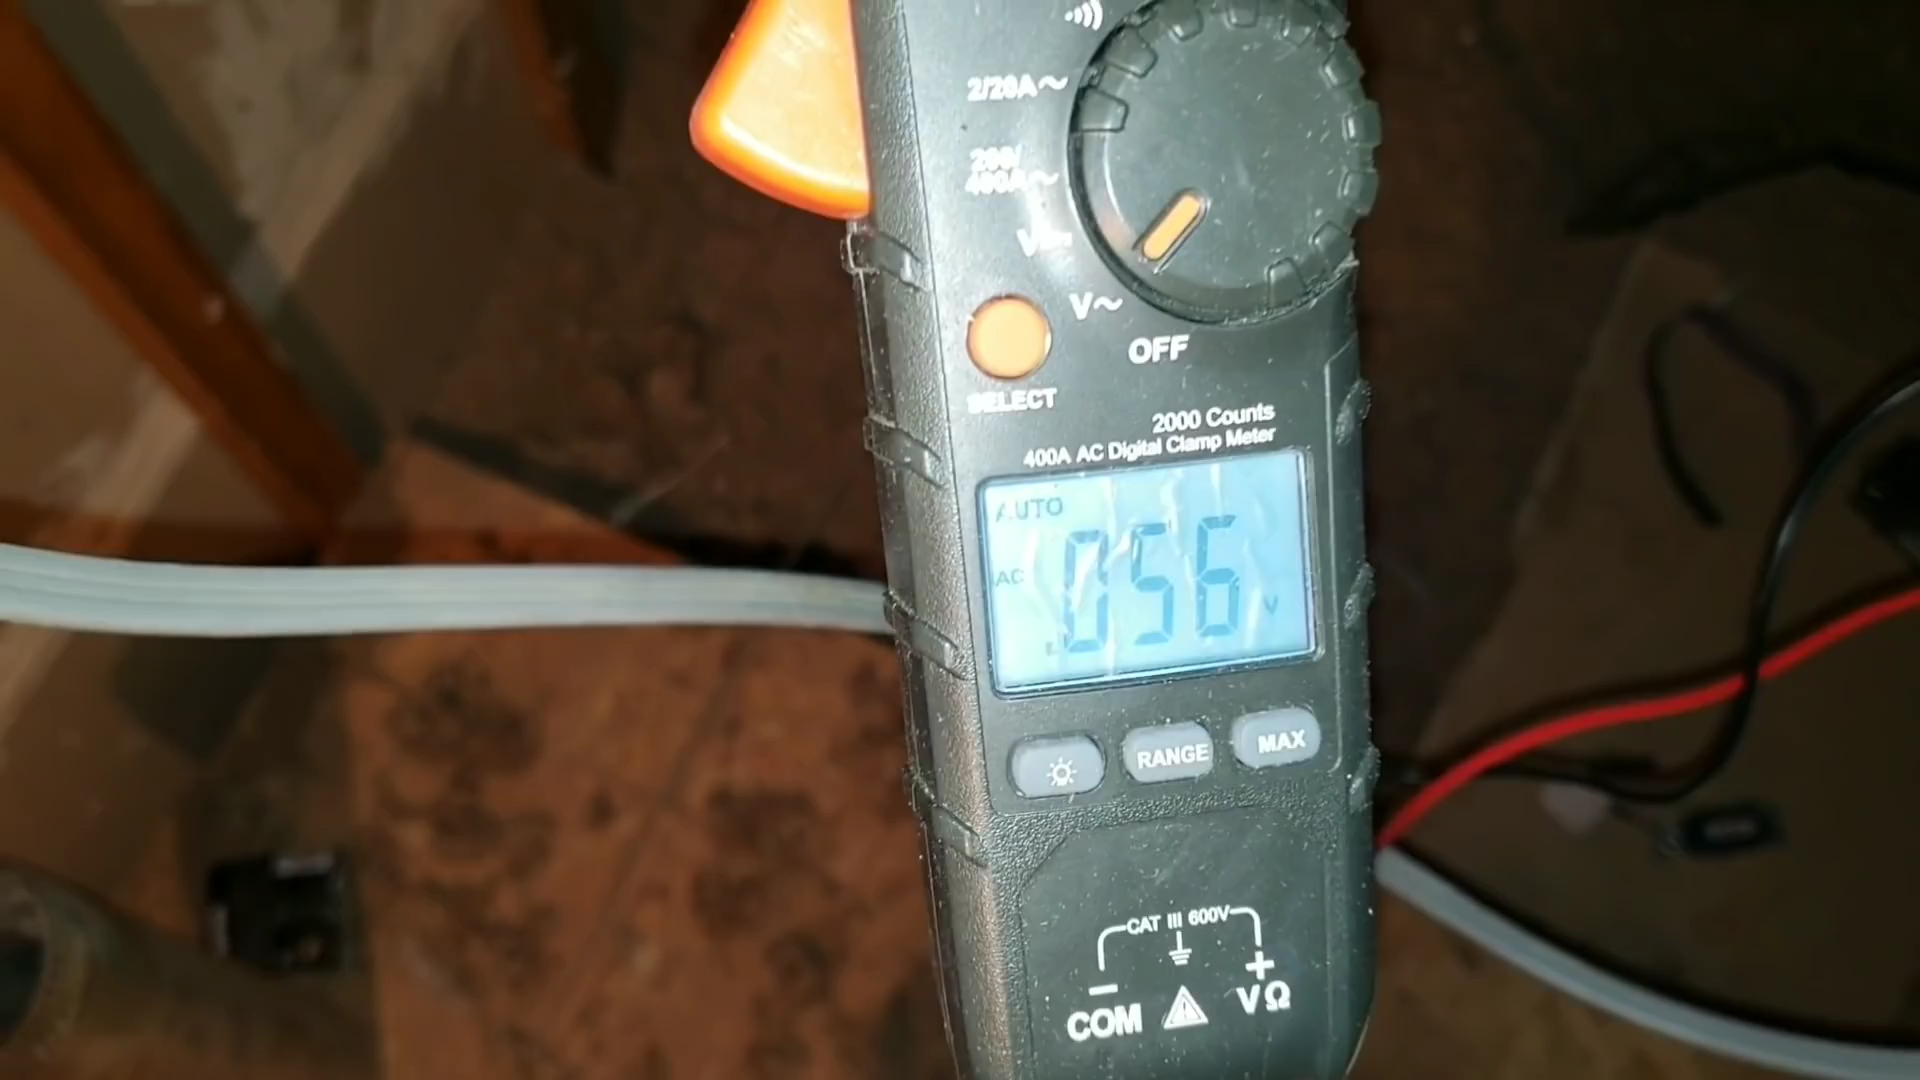 2/20A~
200/
400A~
V
V~
OFF
SELECT
2000 Counts
400A AC Digital Clamp Meter
AUTO
AC
056
V
RANGE
MAX
CAT III 600V
COM
VΩ